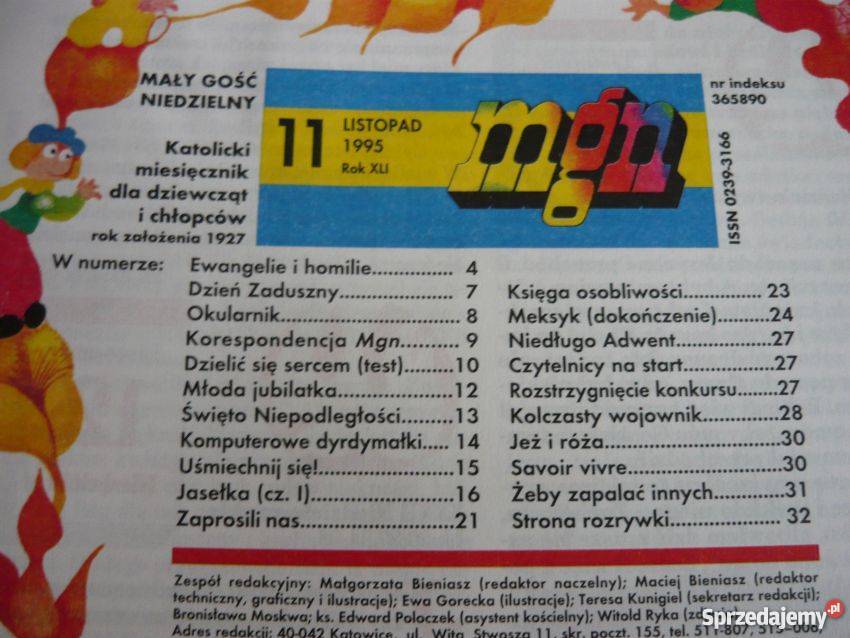 MAŁY GOŚĆ
NIEDZIELNY
Katolicki
miesięcznik
dla dziewcząt
i chłopców
rok założenia 1927
11
LISTOPAD
1995
Rok XLI
mgn
nr indeksu
365890
ISSN 0239-3166
W numerze:
Ewangelie i homilie................ 4
Dzień Zaduszny...................... 7
Okularnik............................... 8
Korespondencja Mgn.......... 9
Dzielić się sercem (test)..........10
Młoda jubilatka....................12
Święto Niepodległości..........13
Komputerowe dyrdymałki..... 14
Uśmiechnij się!......................15
Jasełka (cz. I)........................16
Zaprosili nas.........................21
Księga osobliwości............... 23
Meksyk (dokończenie)..........24
Niedługo Adwent.................27
Czytelnicy na start................27
Rozstrzygnięcie konkursu.......27
Kolczasty wojownik..............28
Jeż i róża..............................30
Savoir vivre..........................30
Żeby zapalać innych.............31
Strona rozrywki..................... 32
Zespół redakcyjny: Małgorzata Bieniasz (redaktor naczelny); Maciej Bieniasz (redaktor
techniczny, graficzny i ilustracje); Ewa Gorecka (ilustracje); Teresa Kunigiel (sekretarz redakcji);
Bronisława Moskwa; ks. Edward Poloczek (asystent kościelny); Witold Ryka
Adres redakcji: 40-042 Katowice, ul. Wita Stwosza 11, skr. poczt. 155, tel. 511-807,
Sprzedajemy.pl